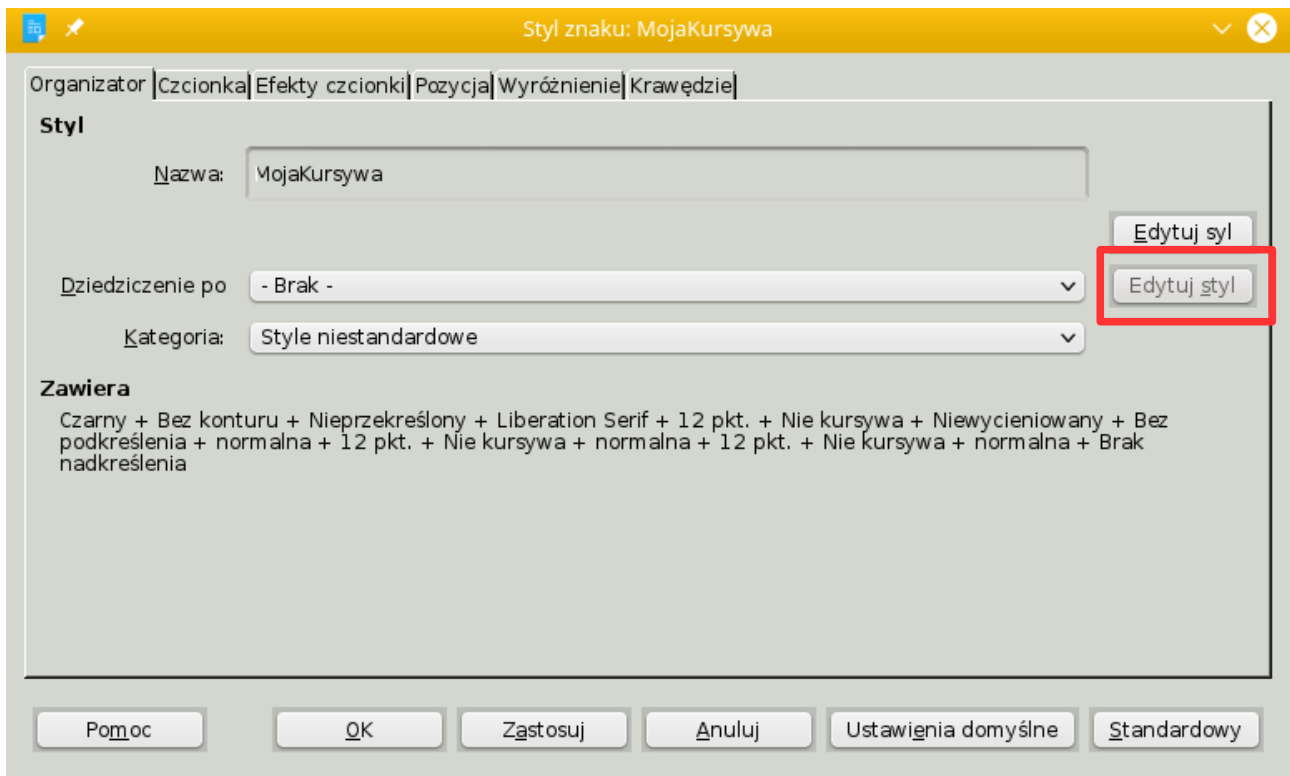 Styl znaku: MojaKursywa
Organizator Czcionka Efekty czcionki Pozycja Wyróżnienie Krawędzie
Styl
Nazwa: MojaKursywa
Edytuj syl
Dziedziczenie po - Brak - Edytuj styl
Kategoria: Style niestandardowe
Zawiera
Czarny + Bez konturu + Nieprzekreślony + Liberation Serif + 12 pkt. + Nie kursywa + Niewycieniowany + Bez
podkreślenia + normalna + 12 pkt. + Nie kursywa + normalna + 12 pkt. + Nie kursywa + normalna + Brak
nadkreślenia
Pomoc OK Zastosuj Anuluj Ustawienia domyślne Standardowy